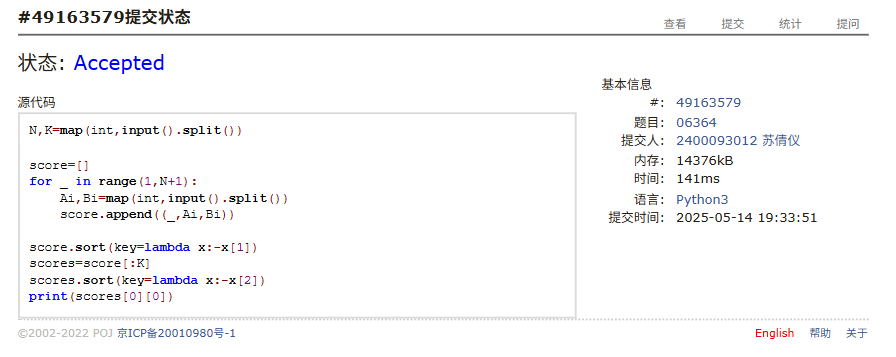 #49163579提交状态
查看 提交 统计 提问
状态: Accepted
源代码
N,K=map(int,input().split())
score=[]
for _ in range(1,N+1):
    Ai,Bi=map(int,input().split())
    score.append((_,Ai,Bi))
score.sort(key=lambda x:-x[1])
scores=score[:K]
scores.sort(key=lambda x:-x[2])
print(scores[0][0])
基本信息
#: 49163579
题目: 06364
提交人: 2400093012 苏倩仪
内存: 14376kB
时间: 141ms
语言: Python3
提交时间: 2025-05-14 19:33:51
©2002-2022 POJ 京ICP备20010980号-1
English 帮助 关于